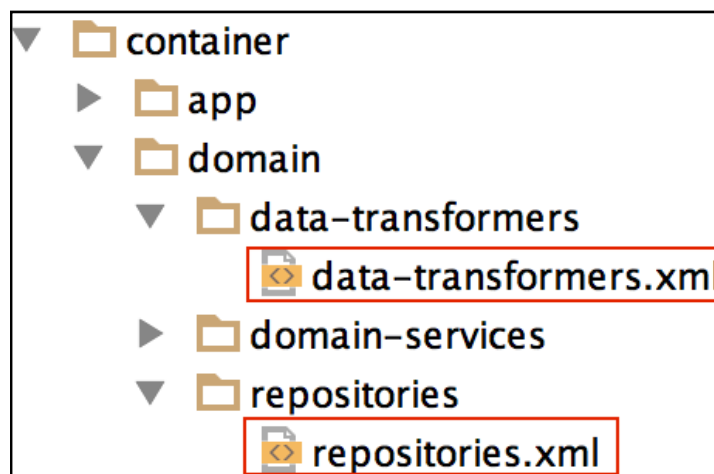 container
app
domain
data-transformers
data-transformers.xml
domain-services
repositories
repositories.xml